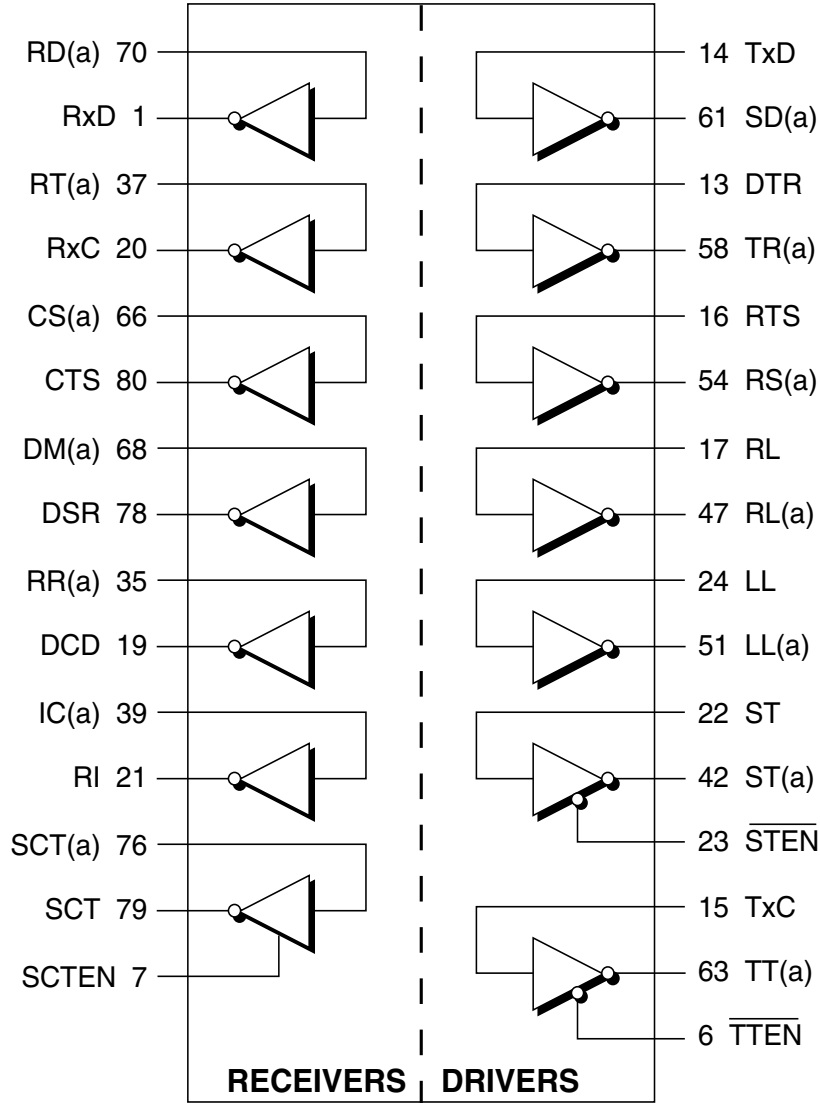 RD(a) 70
RxD 1
RT(a) 37
RxC 20
CS(a) 66
CTS 80
DM(a) 68
DSR 78
RR(a) 35
DCD 19
IC(a) 39
RI 21
SCT(a) 76
SCT 79
SCTEN 7
RECEIVERS
14 TxD
61 SD(a)
13 DTR
58 TR(a)
16 RTS
54 RS(a)
17 RL
47 RL(a)
24 LL
51 LL(a)
22 ST
42 ST(a)
23 S̅T̅E̅N̅
15 TxC
63 TT(a)
6 T̅T̅E̅N̅
DRIVERS